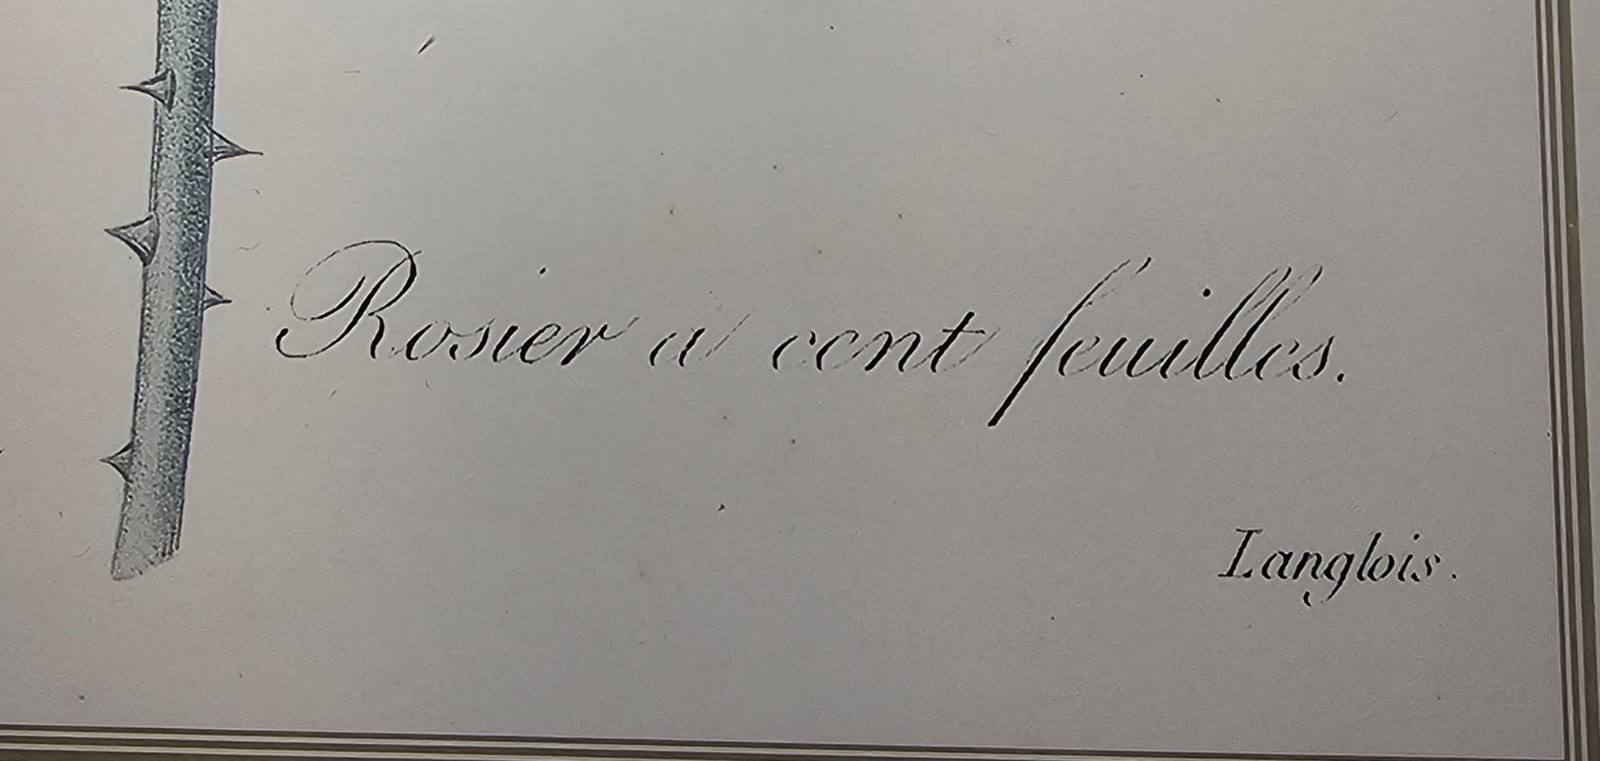 Rosier a cent feuilles.
Langlois.